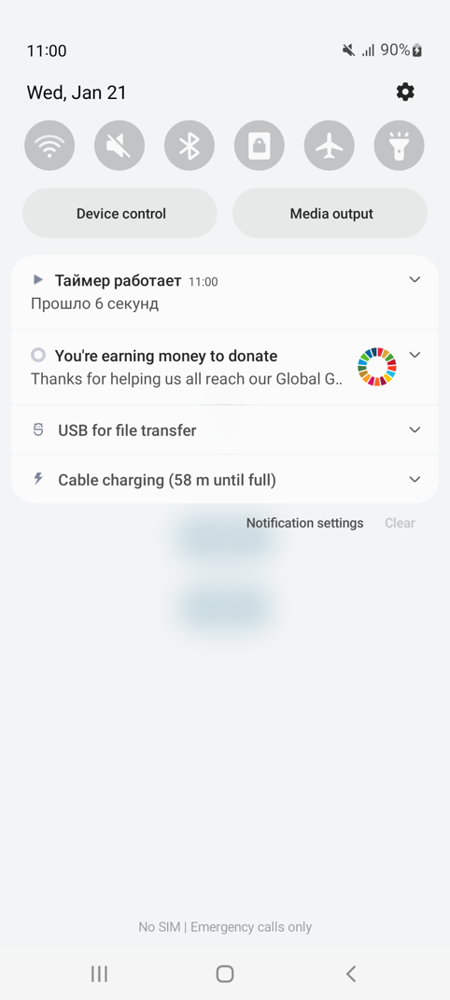 11:00
90%
Wed, Jan 21
Device control
Media output
Таймер работает 11:00
Прошло 6 секунд
You're earning money to donate
Thanks for helping us all reach our Global G..
USB for file transfer
Cable charging (58 m until full)
Notification settings
Clear
No SIM | Emergency calls only